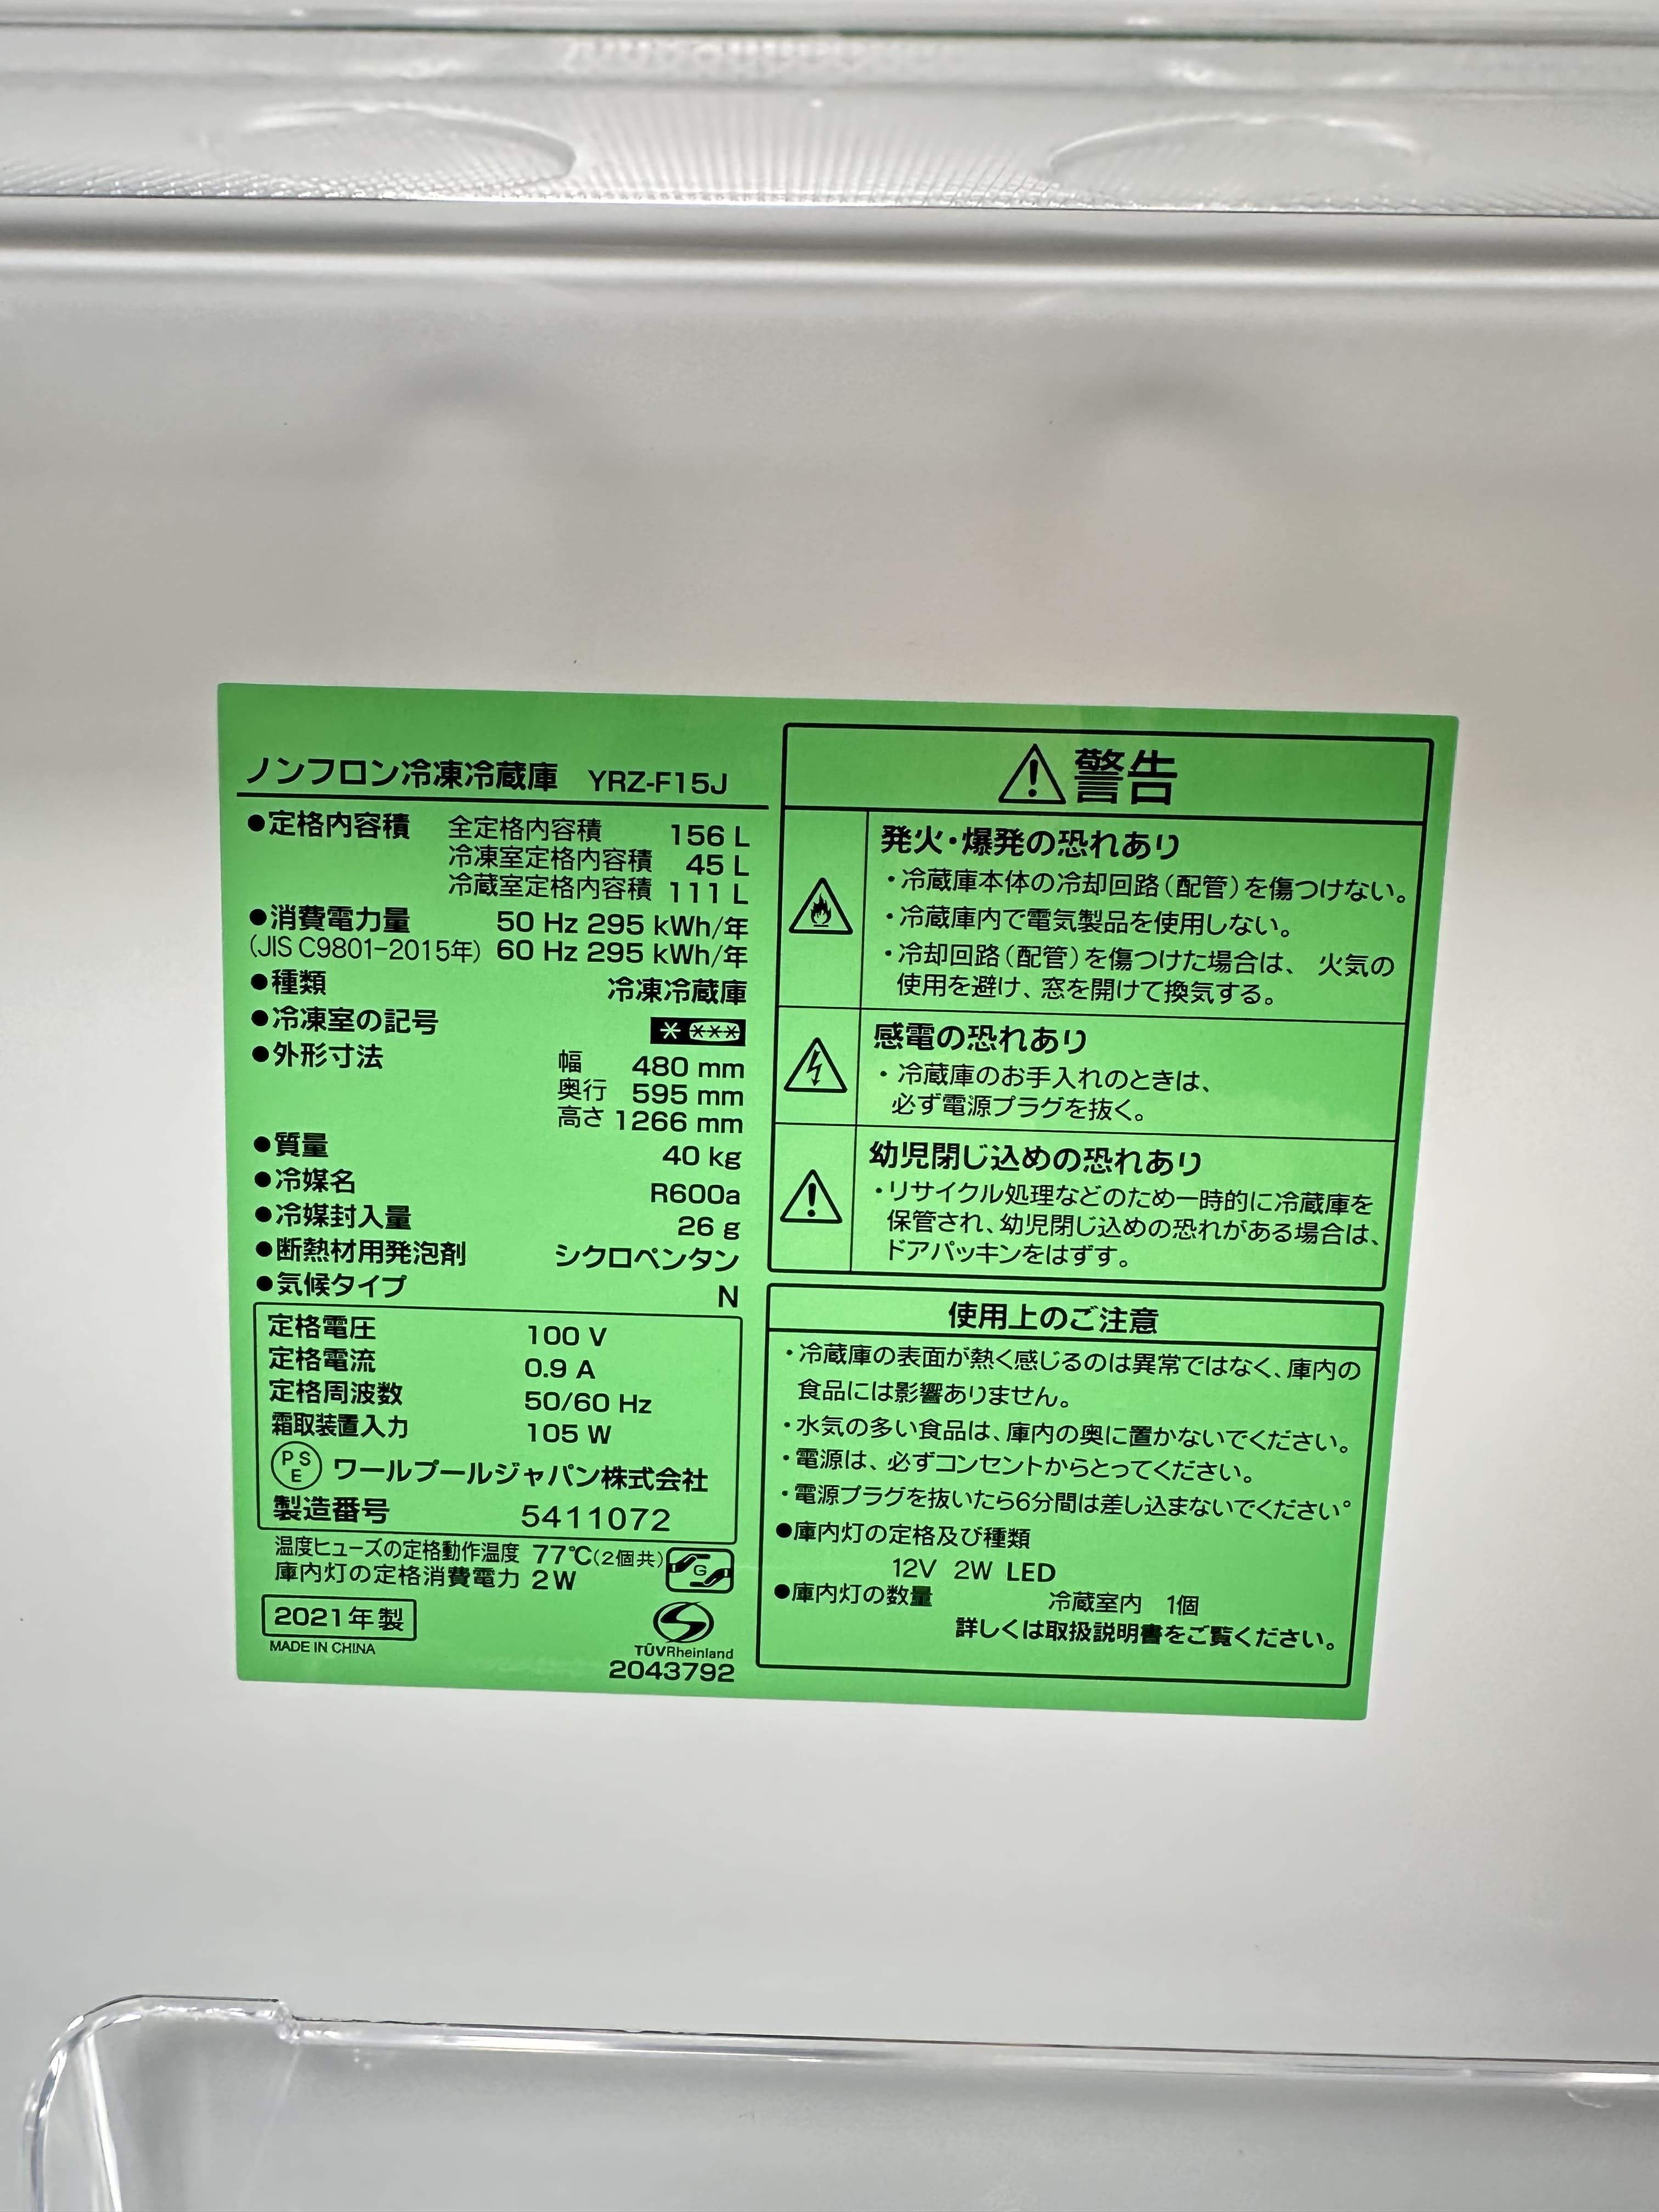 ノンフロン冷凍冷蔵庫 YRZ-F15J
●定格内容積 全定格内容積 156 L
冷凍室定格内容積 45 L
冷蔵室定格内容積 111 L
●消費電力量 50 Hz 295 kWh/年
(JIS C9801-2015年) 60 Hz 295 kWh/年
●種類 冷凍冷蔵庫
●冷凍室の記号
●外形寸法 幅 480 mm
奥行 595 mm
高さ 1266 mm
●質量 40 kg
●冷媒名 R600a
●冷媒封入量 26 g
●断熱材用発泡剤 シクロペンタン
●気候タイプ N
定格電圧 100 V
定格電流 0.9 A
定格周波数 50/60 Hz
霜取装置入力 105 W
PSE ワールプールジャパン株式会社
製造番号 5411072
温度ヒューズの定格動作温度 77℃(2個共)
庫内灯の定格消費電力 2W
G
2021年製
MADE IN CHINA
TÜVRheinland
2043792
⚠警告
発火・爆発の恐れあり
・冷蔵庫本体の冷却回路(配管)を傷つけない。
・冷蔵庫内で電気製品を使用しない。
・冷却回路(配管)を傷つけた場合は、 火気の
使用を避け、窓を開けて換気する。
感電の恐れあり
・冷蔵庫のお手入れのときは、
必ず電源プラグを抜く。
幼児閉じ込めの恐れあり
・リサイクル処理などのため一時的に冷蔵庫を
保管され、幼児閉じ込めの恐れがある場合は、
ドアパッキンをはずす。
使用上のご注意
・冷蔵庫の表面が熱く感じるのは異常ではなく、庫内の
食品には影響ありません。
・水気の多い食品は、庫内の奥に置かないでください。
・電源は、必ずコンセントからとってください。
・電源プラグを抜いたら6分間は差し込まないでください。
●庫内灯の定格及び種類
12V 2W LED
●庫内灯の数量 冷蔵室内 1個
詳しくは取扱説明書をご覧ください。